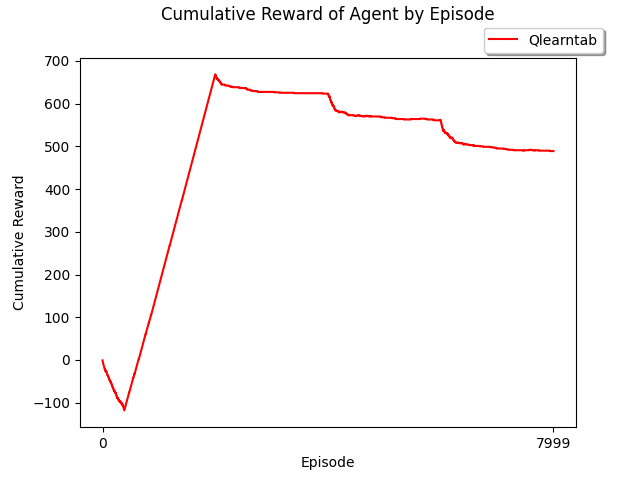 Cumulative Reward of Agent by Episode
Qlearntab
700
600
500
400
300
200
100
0
−100
Cumulative Reward
0
7999
Episode